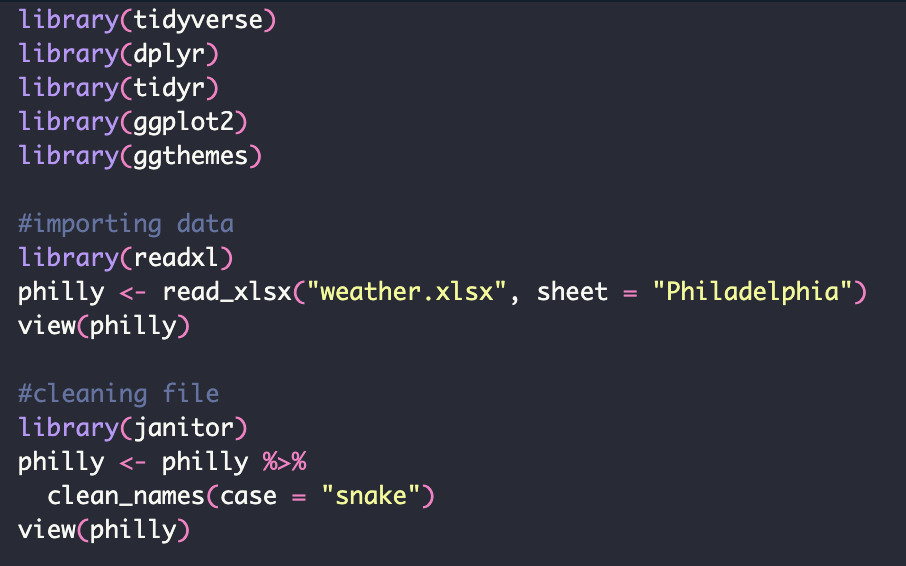 library(tidyverse)
library(dplyr)
library(tidyr)
library(ggplot2)
library(ggthemes)
#importing data
library(readxl)
philly <- read_xlsx("weather.xlsx", sheet = "Philadelphia")
view(philly)
#cleaning file
library(janitor)
philly <- philly %>%
  clean_names(case = "snake")
view(philly)